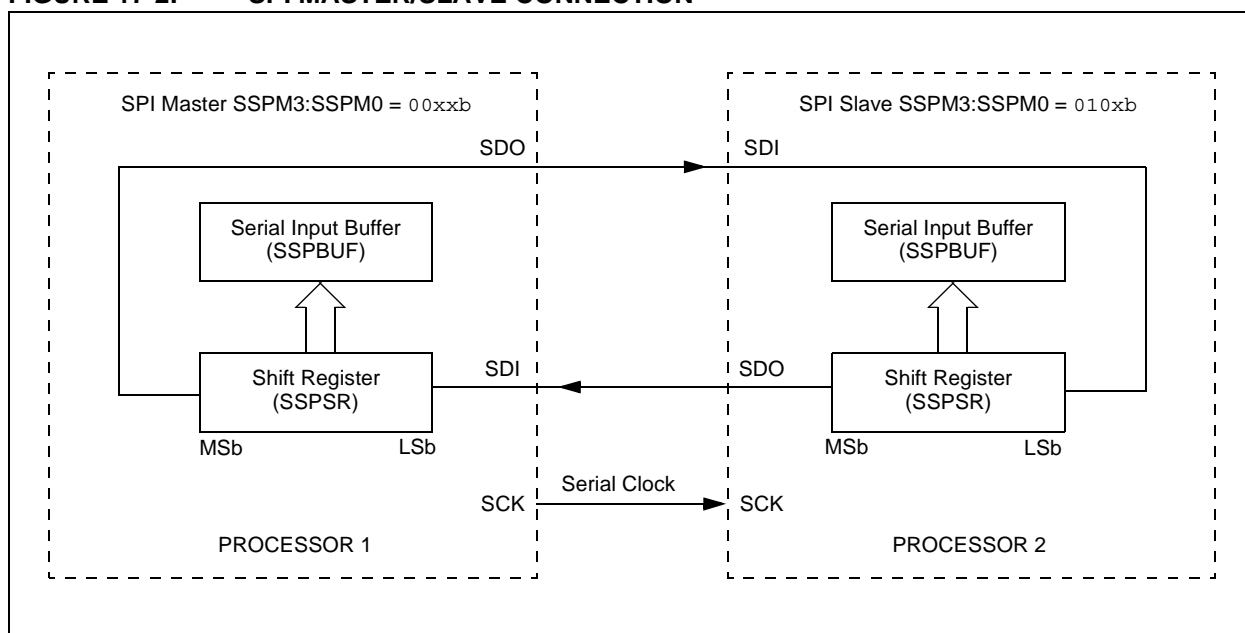 SPI Master SSPM3:SSPM0 = 00xxb
SPI Slave SSPM3:SSPM0 = 010xb
SDO
SDI
Serial Input Buffer
(SSPBUF)
Serial Input Buffer
(SSPBUF)
Shift Register
(SSPSR)
SDI
SDO
Shift Register
(SSPSR)
MSb
LSb
MSb
LSb
Serial Clock
SCK
SCK
PROCESSOR 1
PROCESSOR 2